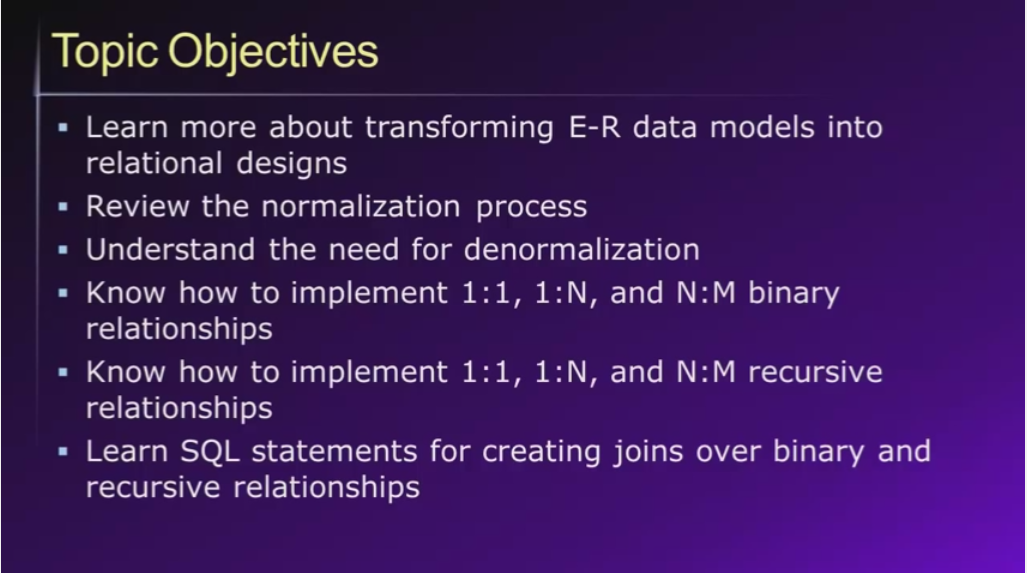 Topic Objectives
▪ Learn more about transforming E-R data models into
relational designs
▪ Review the normalization process
▪ Understand the need for denormalization
▪ Know how to implement 1:1, 1:N, and N:M binary
relationships
▪ Know how to implement 1:1, 1:N, and N:M recursive
relationships
▪ Learn SQL statements for creating joins over binary and
recursive relationships